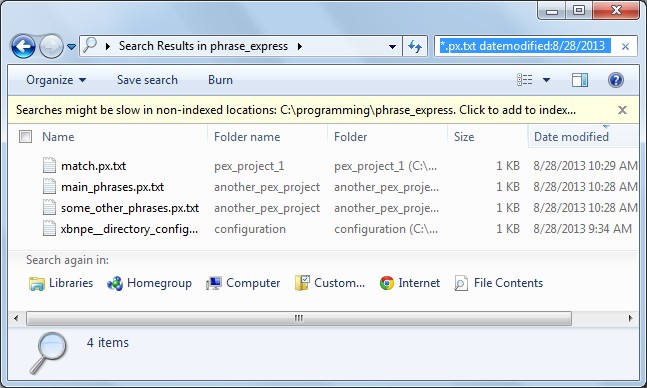 Search Results in phrase_express
*.px.txt datemodified:8/28/2013
Organize Save search Burn
Searches might be slow in non-indexed locations: C:\programming\phrase_express. Click to add to index...
Name Folder name Folder Size Date modified
match.px.txt pex_project_1 pex_project_1 (C:\... 1 KB 8/28/2013 10:29 AM
main_phrases.px.txt another_pex_project another_pex_proje... 1 KB 8/28/2013 10:28 AM
some_other_phrases.px.txt another_pex_project another_pex_proje... 1 KB 8/28/2013 10:28 AM
xbnpe__directory_config... configuration configuration (C:\... 1 KB 8/28/2013 9:34 AM
Search again in:
Libraries Homegroup Computer Custom... Internet File Contents
4 items